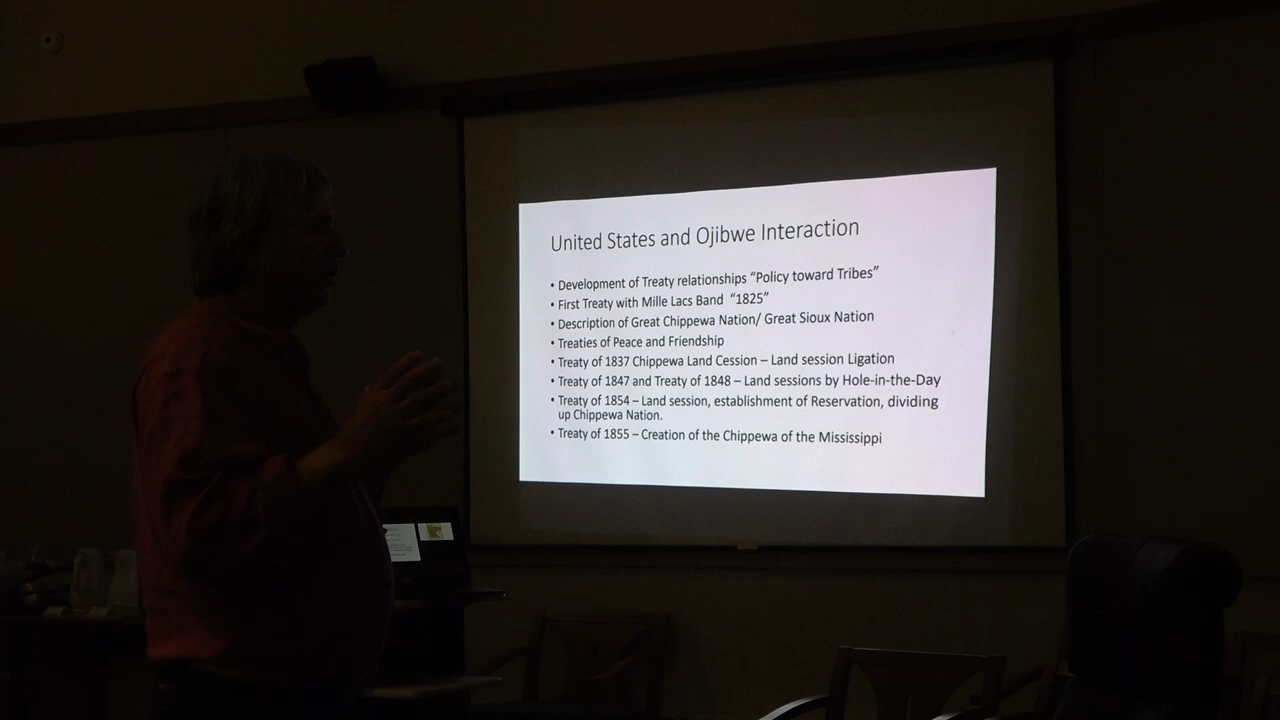 United States and Ojibwe Interaction
• Development of Treaty relationships “Policy toward Tribes”
• First Treaty with Mille Lacs Band “1825”
• Description of Great Chippewa Nation/ Great Sioux Nation
• Treaties of Peace and Friendship
• Treaty of 1837 Chippewa Land Cession – Land session Ligation
• Treaty of 1847 and Treaty of 1848 – Land sessions by Hole-in-the-Day
• Treaty of 1854 – Land session, establishment of Reservation, dividing
up Chippewa Nation.
• Treaty of 1855 – Creation of the Chippewa of the Mississippi